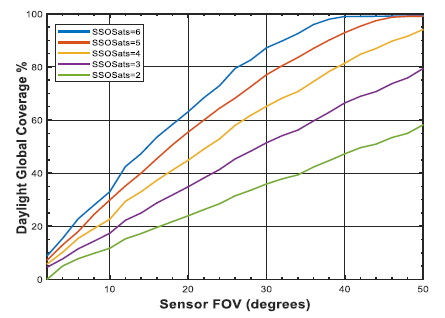 100
80
60
40
20
0
SSOSats=6
SSOSats=5
SSOSats=4
SSOSats=3
SSOSats=2
Daylight Global Coverage %
10
20
30
40
50
Sensor FOV (degrees)